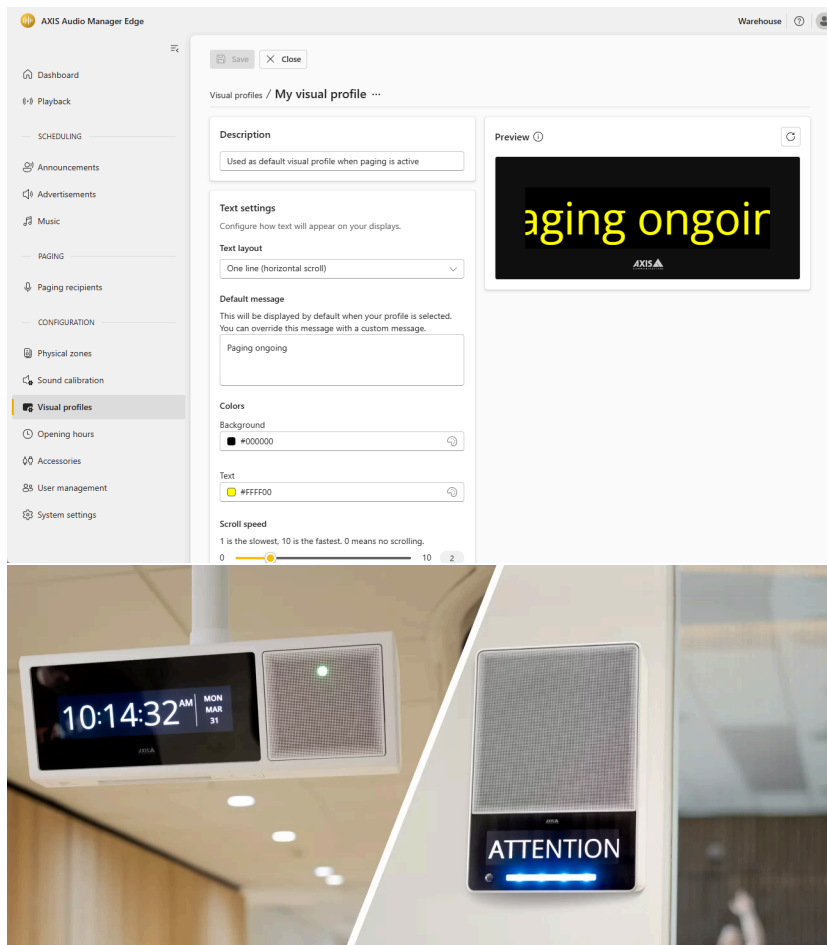 AXIS Audio Manager Edge
Warehouse
Dashboard
Playback
SCHEDULING
Announcements
Advertisements
Music
PAGING
Paging recipients
CONFIGURATION
Physical zones
Sound calibration
Visual profiles
Opening hours
Accessories
User management
System settings
Save
Close
Visual profiles / My visual profile ···
Description
Used as default visual profile when paging is active
Text settings
Configure how text will appear on your displays.
Text layout
One line (horizontal scroll)
Default message
This will be displayed by default when your profile is selected.
You can override this message with a custom message.
Paging ongoing
Colors
Background
#000000
Text
#FFFF00
Scroll speed
1 is the slowest, 10 is the fastest. 0 means no scrolling.
0
10
2
Preview
aging ongoin
AXIS
COMMUNICATIONS
10:14:32 AM
MON
MAR
31
AXIS
AXIS
ATTENTION